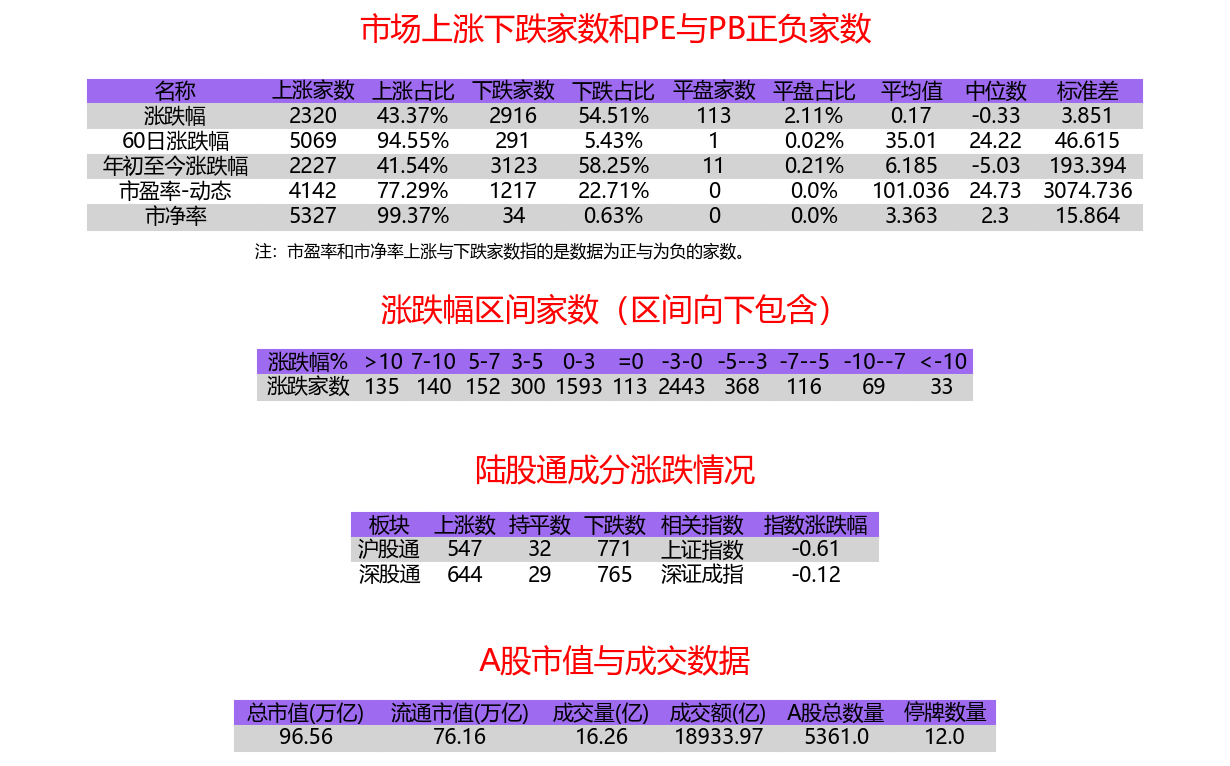 市场上涨下跌家数和PE与PB正负家数
名称 上涨家数 上涨占比 下跌家数 下跌占比 平盘家数 平盘占比 平均值 中位数 标准差
涨跌幅 2320 43.37% 2916 54.51% 113 2.11% 0.17 -0.33 3.851
60日涨跌幅 5069 94.55% 291 5.43% 1 0.02% 35.01 24.22 46.615
年初至今涨跌幅 2227 41.54% 3123 58.25% 11 0.21% 6.185 -5.03 193.394
市盈率-动态 4142 77.29% 1217 22.71% 0 0.0% 101.036 24.73 3074.736
市净率 5327 99.37% 34 0.63% 0 0.0% 3.363 2.3 15.864
注：市盈率和市净率上涨与下跌家数指的是数据为正与为负的家数。
涨跌幅区间家数（区间向下包含）
涨跌幅% >10 7-10 5-7 3-5 0-3 =0 -3-0 -5--3 -7--5 -10--7 <-10
涨跌家数 135 140 152 300 1593 113 2443 368 116 69 33
陆股通成分涨跌情况
板块 上涨数 持平数 下跌数 相关指数 指数涨跌幅
沪股通 547 32 771 上证指数 -0.61
深股通 644 29 765 深证成指 -0.12
A股市值与成交数据
总市值(万亿) 流通市值(万亿) 成交量(亿) 成交额(亿) A股总数量 停牌数量
96.56 76.16 16.26 18933.97 5361.0 12.0